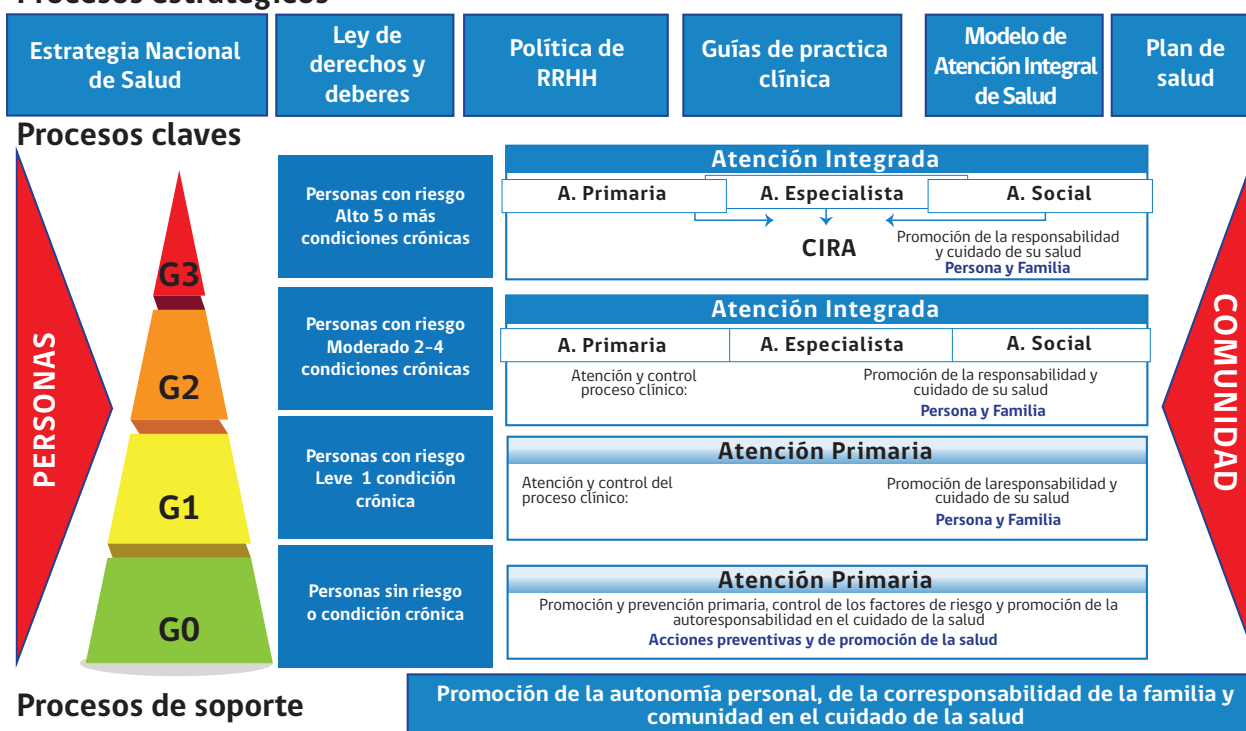 Procesos estratégicos
Estrategia Nacional
de Salud
Ley de
derechos y
deberes
Política de
RRHH
Guías de practica
clínica
Modelo de
Atención Integral
de Salud
Plan de
salud
Procesos claves
PERSONAS
G3
G2
G1
G0
Personas con riesgo
Alto 5 o más
condiciones crónicas
Atención Integrada
A. Primaria
A. Especialista
A. Social
CIRA
Promoción de la responsabilidad
y cuidado de su salud
Persona y Familia
Personas con riesgo
Moderado 2-4
condiciones crónicas
Atención Integrada
A. Primaria
A. Especialista
A. Social
Atención y control
proceso clínico:
Promoción de la responsabilidad y
cuidado de su salud
Persona y Familia
Personas con riesgo
Leve 1 condición
crónica
Atención Primaria
Atención y control del
proceso clínico:
Promoción de laresponsabilidad y
cuidado de su salud
Persona y Familia
Personas sin riesgo
o condición crónica
Atención Primaria
Promoción y prevención primaria, control de los factores de riesgo y promoción de la
autoresponsabilidad en el cuidado de la salud
Acciones preventivas y de promoción de la salud
COMUNIDAD
Procesos de soporte
Promoción de la autonomía personal, de la corresponsabilidad de la familia y
comunidad en el cuidado de la salud